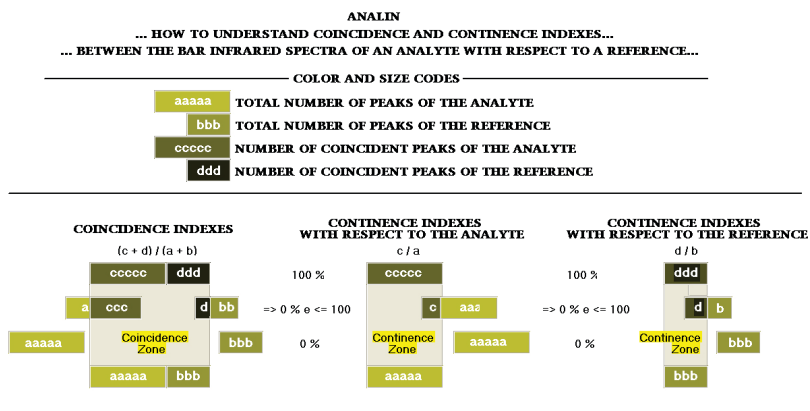 ANALIN
... HOW TO UNDERSTAND COINCIDENCE AND CONTINENCE INDEXES...
... BETWEEN THE BAR INFRARED SPECTRA OF AN ANALYTE WITH RESPECT TO A REFERENCE...
COLOR AND SIZE CODES
aaaaa TOTAL NUMBER OF PEAKS OF THE ANALYTE
bbb TOTAL NUMBER OF PEAKS OF THE REFERENCE
ccccc NUMBER OF COINCIDENT PEAKS OF THE ANALYTE
ddd NUMBER OF COINCIDENT PEAKS OF THE REFERENCE
COINCIDENCE INDEXES
(c + d) / (a + b)
ccccc ddd
a ccc d bb
aaaaa Coincidence Zone bbb
aaaaa bbb
CONTINENCE INDEXES
WITH RESPECT TO THE ANALYTE
c / a
100 % ccccc
=> 0 % e <= 100 c aaa
0 % Continence Zone aaaaa
aaaaa
CONTINENCE INDEXES
WITH RESPECT TO THE REFERENCE
d / b
100 % ddd
=> 0 % e <= 100 d b
0 % Continence Zone bbb
bbb